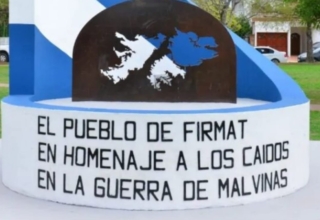 EL PUEBLO DE FIRMAT
EN HOMENAJE A LOS CAIDOS
EN LA GUERRA DE MALVINAS